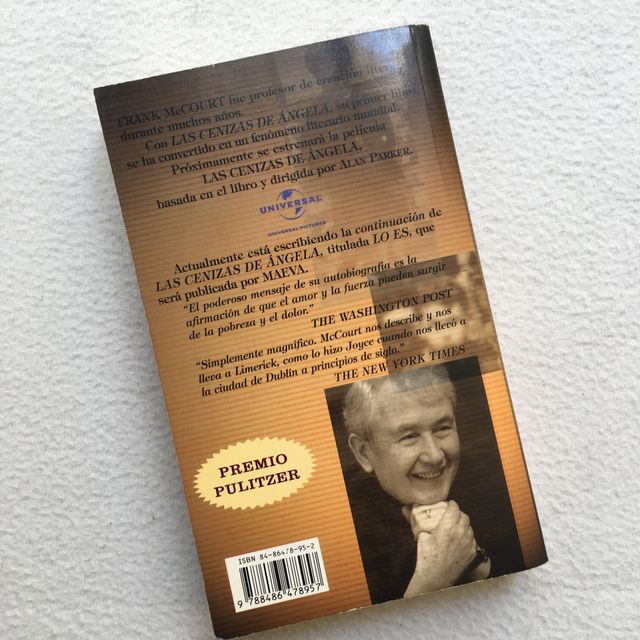 FRANK McCOURT fue profesor de creación
durante muchos años.
Con LAS CENIZAS DE ÁNGELA, su primer libro,
se ha convertido en un fenómeno literario mundial.
Próximamente se estrenará la película
LAS CENIZAS DE ÁNGELA,
basada en el libro y dirigida por ALAN PARKER.
UNIVERSAL
UNIVERSAL PICTURES
Actualmente está escribiendo la continuación de
LAS CENIZAS DE ÁNGELA, titulada LO ES, que
será publicada por MAEVA.
"El poderoso mensaje de su autobiografía es la
afirmación de que el amor y la fuerza pueden surgir
de la pobreza y el dolor."
THE WASHINGTON POST
"Simplemente magnífico. McCourt nos describe y nos
lleva a Limerick, como lo hizo Joyce cuando nos llevó a
la ciudad de Dublín a principios de siglo."
THE NEW YORK TIMES
PREMIO
PULITZER
ISBN 84-86478-95-2
9 788486 478957